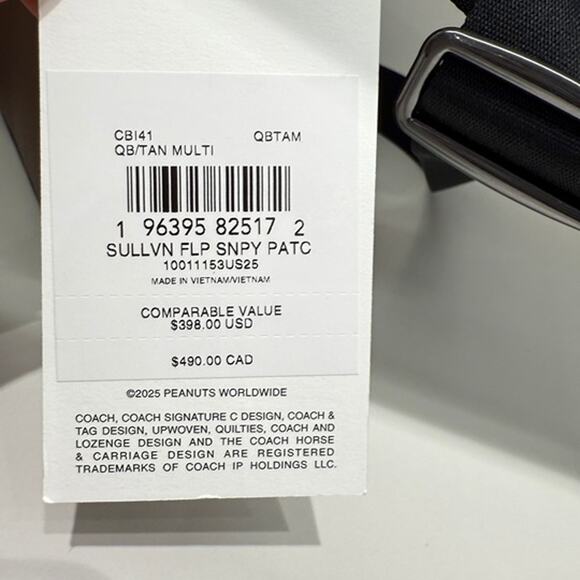 CBI41 QBTAM
QB/TAN MULTI
1 96395 82517 2
SULLVN FLP SNPY PATC
10011153US25
MADE IN VIETNAM/VIETNAM
COMPARABLE VALUE
$398.00 USD
$490.00 CAD
©2025 PEANUTS WORLDWIDE
COACH, COACH SIGNATURE C DESIGN, COACH &
TAG DESIGN, UPWOVEN, QUILTIES, COACH AND
LOZENGE DESIGN AND THE COACH HORSE
& CARRIAGE DESIGN ARE REGISTERED
TRADEMARKS OF COACH IP HOLDINGS LLC.